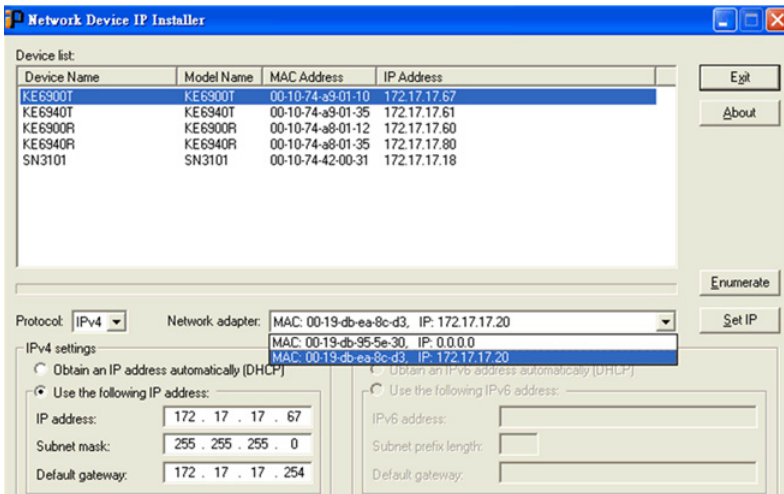 Network Device IP Installer
Device list:
Device Name Model Name MAC Address IP Address
KE6900T KE6900T 00-10-74-a9-01-10 172.17.17.67
KE6940T KE6940T 00-10-74-a9-01-35 172.17.17.61
KE6900R KE6900R 00-10-74-a8-01-12 172.17.17.60
KE6940R KE6940R 00-10-74-a8-01-35 172.17.17.80
SN3101 SN3101 00-10-74-42-00-31 172.17.17.18
Exit
About
Enumerate
Protocol: IPv4 Network adapter: MAC: 00-19-db-ea-8c-d3, IP: 172.17.17.20 Set IP
MAC: 00-19-db-95-5e-30, IP: 0.0.0.0
MAC: 00-19-db-ea-8c-d3, IP: 172.17.17.20
IPv4 settings
Obtain an IP address automatically (DHCP)
Use the following IP address:
IP address: 172 . 17 . 17 . 67
Subnet mask: 255 . 255 . 255 . 0
Default gateway: 172 . 17 . 17 . 254
Obtain an IPv6 address automatically (DHCP)
Use the following IPv6 address:
IPv6 address:
Subnet prefix length:
Default gateway: